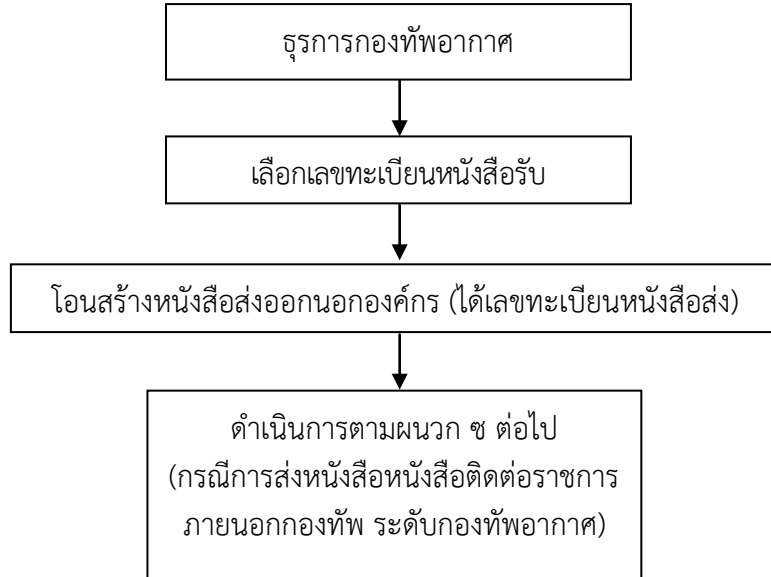 ธุรการกองทัพอากาศ
เลือกเลขทะเบียนหนังสือรับ
โอนสร้างหนังสือส่งออกนอกองค์กร (ได้เลขทะเบียนหนังสือส่ง)
ดำเนินการตามผนวก ซ ต่อไป
(กรณีการส่งหนังสือหนังสือติดต่อราชการ
ภายนอกกองทัพ ระดับกองทัพอากาศ)